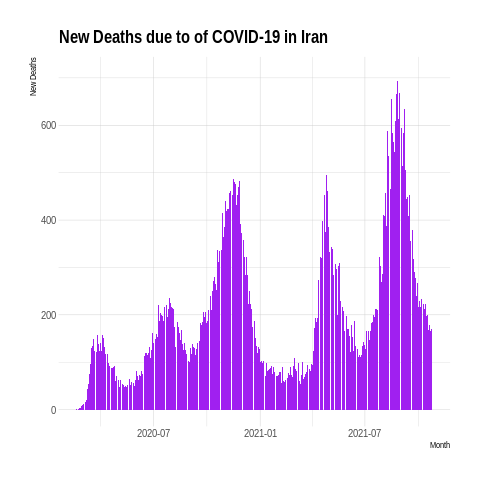 New Deaths due to of COVID-19 in Iran
New Deaths
600
400
200
0
2020-07
2021-01
2021-07
Month